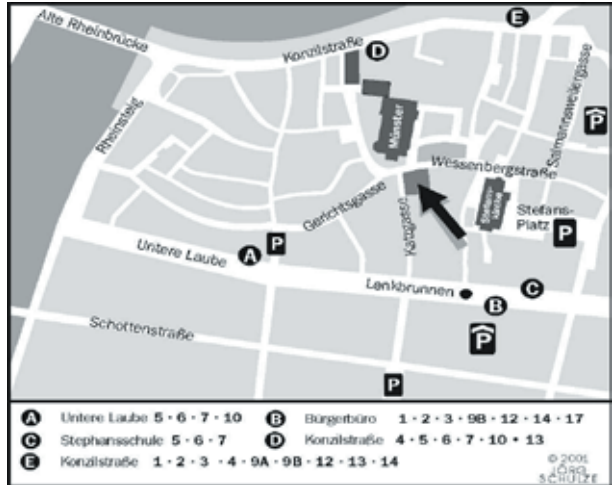 Alte Rheinbrücke
Konzilstraße
E
D
Rheinsteig
Münster
Salmannsweilergasse
P
Wessenbergstraße
Gerichtsgasse
Katzgasse
Stefans-
kirche
Stefans-
Platz
P
P
A
Untere Laube
Lenkbrunnen
C
B
P
Schottenstraße
P
A Untere Laube 5 · 6 · 7 · 10
B Bürgerbüro 1 · 2 · 3 · 9B · 12 · 14 · 17
C Stephansschule 5 · 6 · 7
D Konzilstraße 4 · 5 · 6 · 7 · 10 • 13
E Konzilstraße 1 · 2 · 3 · 4 · 9A · 9B · 12 · 13 · 14
© 2001
JÖRG
SCHULZE